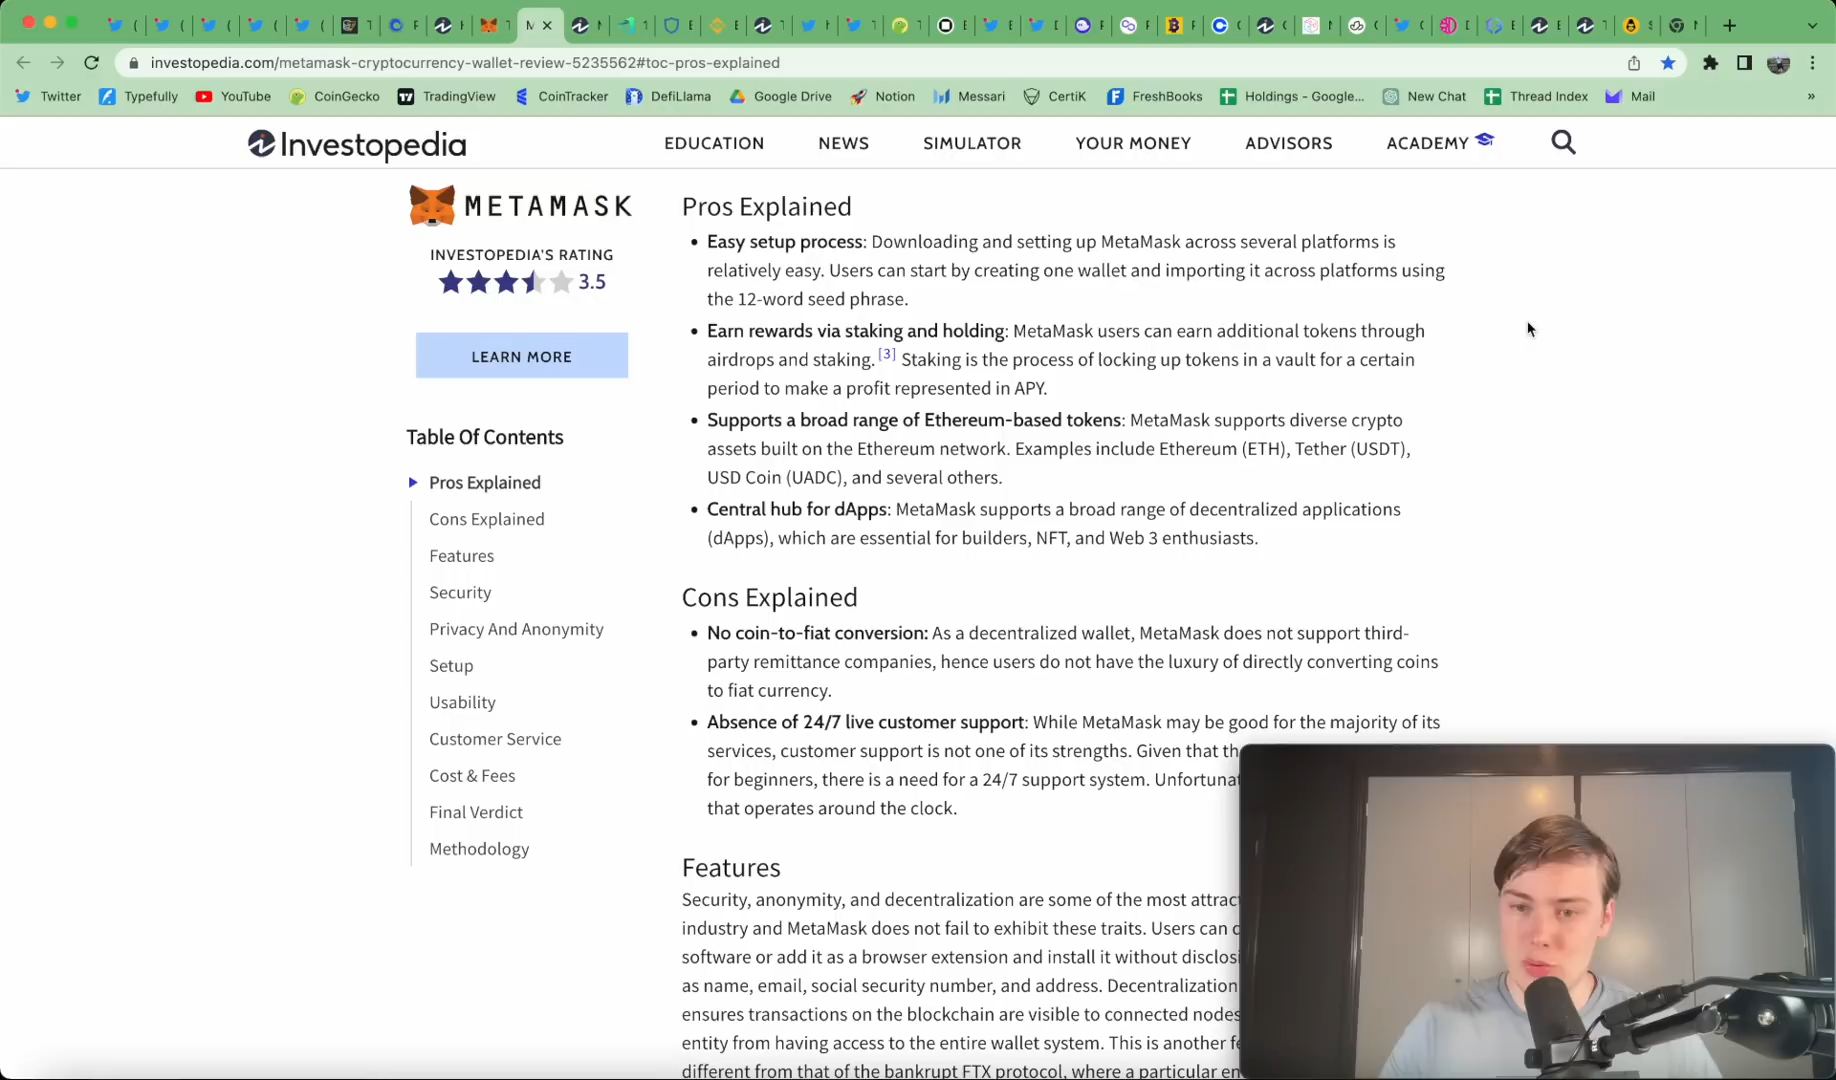 investopedia.com/metamask-cryptocurrency-wallet-review-5235562#toc-pros-explained
Twitter Typefully YouTube CoinGecko TradingView CoinTracker DefiLlama Google Drive Notion Messari CertiK FreshBooks Holdings - Google... New Chat Thread Index Mail »
Investopedia
EDUCATION NEWS SIMULATOR YOUR MONEY ADVISORS ACADEMY
METAMASK
INVESTOPEDIA'S RATING
3.5
LEARN MORE
Table Of Contents
Pros Explained
Cons Explained
Features
Security
Privacy And Anonymity
Setup
Usability
Customer Service
Cost & Fees
Final Verdict
Methodology
Pros Explained
• Easy setup process: Downloading and setting up MetaMask across several platforms is
relatively easy. Users can start by creating one wallet and importing it across platforms using
the 12-word seed phrase.
• Earn rewards via staking and holding: MetaMask users can earn additional tokens through
airdrops and staking. [3] Staking is the process of locking up tokens in a vault for a certain
period to make a profit represented in APY.
• Supports a broad range of Ethereum-based tokens: MetaMask supports diverse crypto
assets built on the Ethereum network. Examples include Ethereum (ETH), Tether (USDT),
USD Coin (UADC), and several others.
• Central hub for dApps: MetaMask supports a broad range of decentralized applications
(dApps), which are essential for builders, NFT, and Web 3 enthusiasts.
Cons Explained
• No coin-to-fiat conversion: As a decentralized wallet, MetaMask does not support third-
party remittance companies, hence users do not have the luxury of directly converting coins
to fiat currency.
• Absence of 24/7 live customer support: While MetaMask may be good for the majority of its
services, customer support is not one of its strengths. Given that
for beginners, there is a need for a 24/7 support system.
that operates around the clock.
Features
Security, anonymity, and decentralization are some of the most
industry and MetaMask does not fail to exhibit these traits. Users can
software or add it as a browser extension and install it without
as name, email, social security number, and address. Decentralization
ensures transactions on the blockchain are visible to connected nodes
entity from having access to the entire wallet system. This is another
different from that of the bankrupt FTX protocol, where a particular